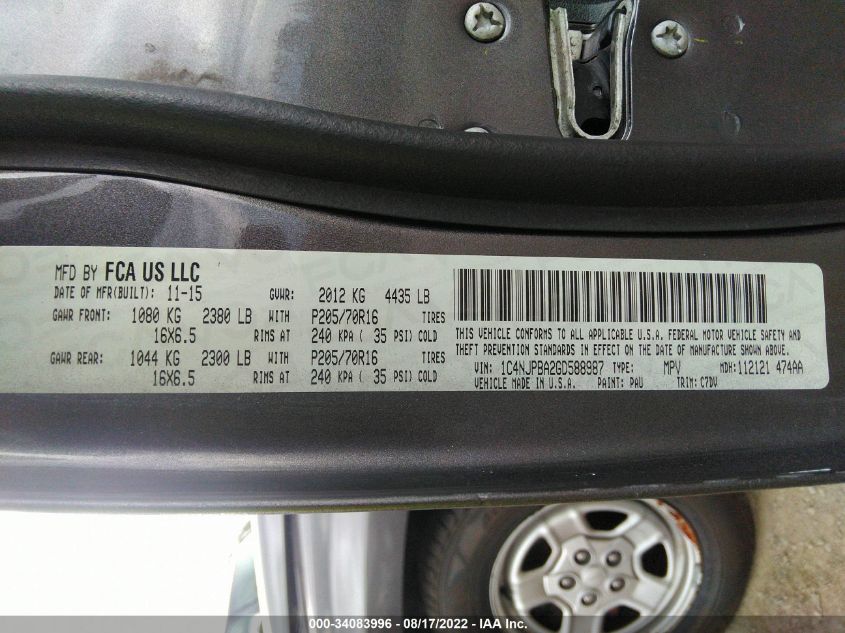 MFD BY FCA US LLC
DATE OF MFR(BUILT): 11-15 GVWR: 2012 KG 4435 LB
GAWR FRONT: 1080 KG 2380 LB WITH P205/70R16 TIRES
16X6.5 RIMS AT 240 KPA ( 35 PSI) COLD
GAWR REAR: 1044 KG 2300 LB WITH P205/70R16 TIRES
16X6.5 RIMS AT 240 KPA ( 35 PSI) COLD
THIS VEHICLE CONFORMS TO ALL APPLICABLE U.S.A. FEDERAL MOTOR VEHICLE SAFETY AND
THEFT PREVENTION STANDARDS IN EFFECT ON THE DATE OF MANUFACTURE SHOWN ABOVE.
VIN: 1C4NJPBA2GD588987 TYPE: MPV MDH:112121 474AA
VEHICLE MADE IN U.S.A. PAINT: PAU TRIM: C7DV
000-34083996 - 08/17/2022 - IAA Inc.